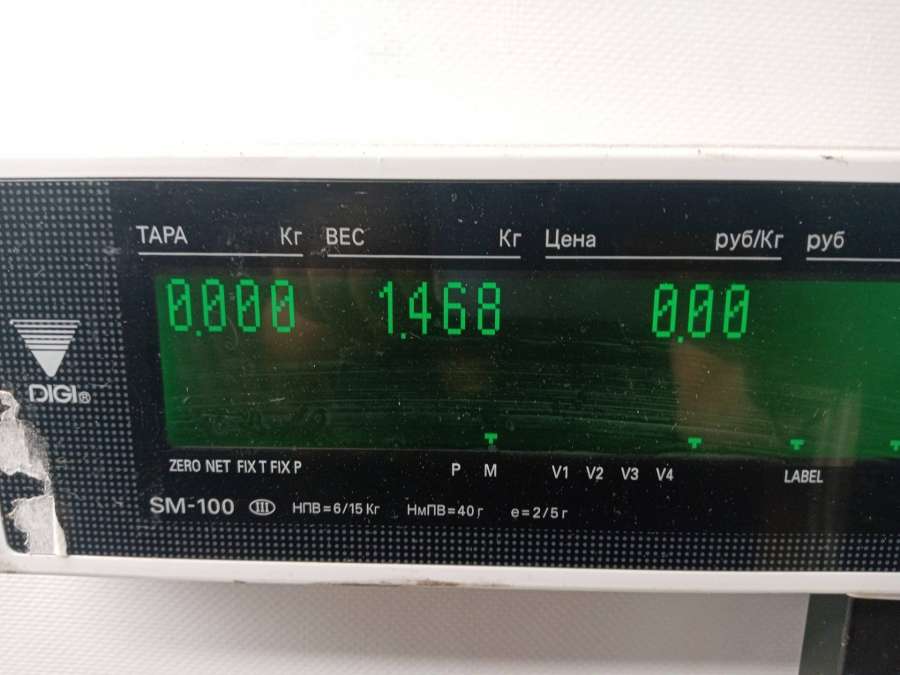 ТАРА Кг ВЕС Кг Цена руб/Кг руб
0.000 1.468 0.00
DIGI®
ZERO NET FIX T FIX P P M V1 V2 V3 V4 LABEL
SM-100 III НПВ=6/15 Кг НмПВ=40 г e=2/5 г